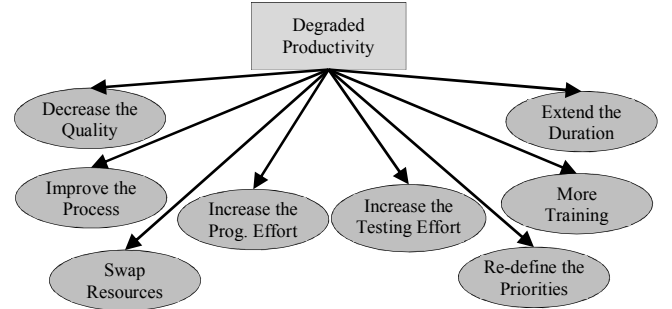 Degraded
Productivity
Decrease the
Quality
Extend the
Duration
Improve the
Process
Increase the
Prog. Effort
Increase the
Testing Effort
More
Training
Swap
Resources
Re-define the
Priorities